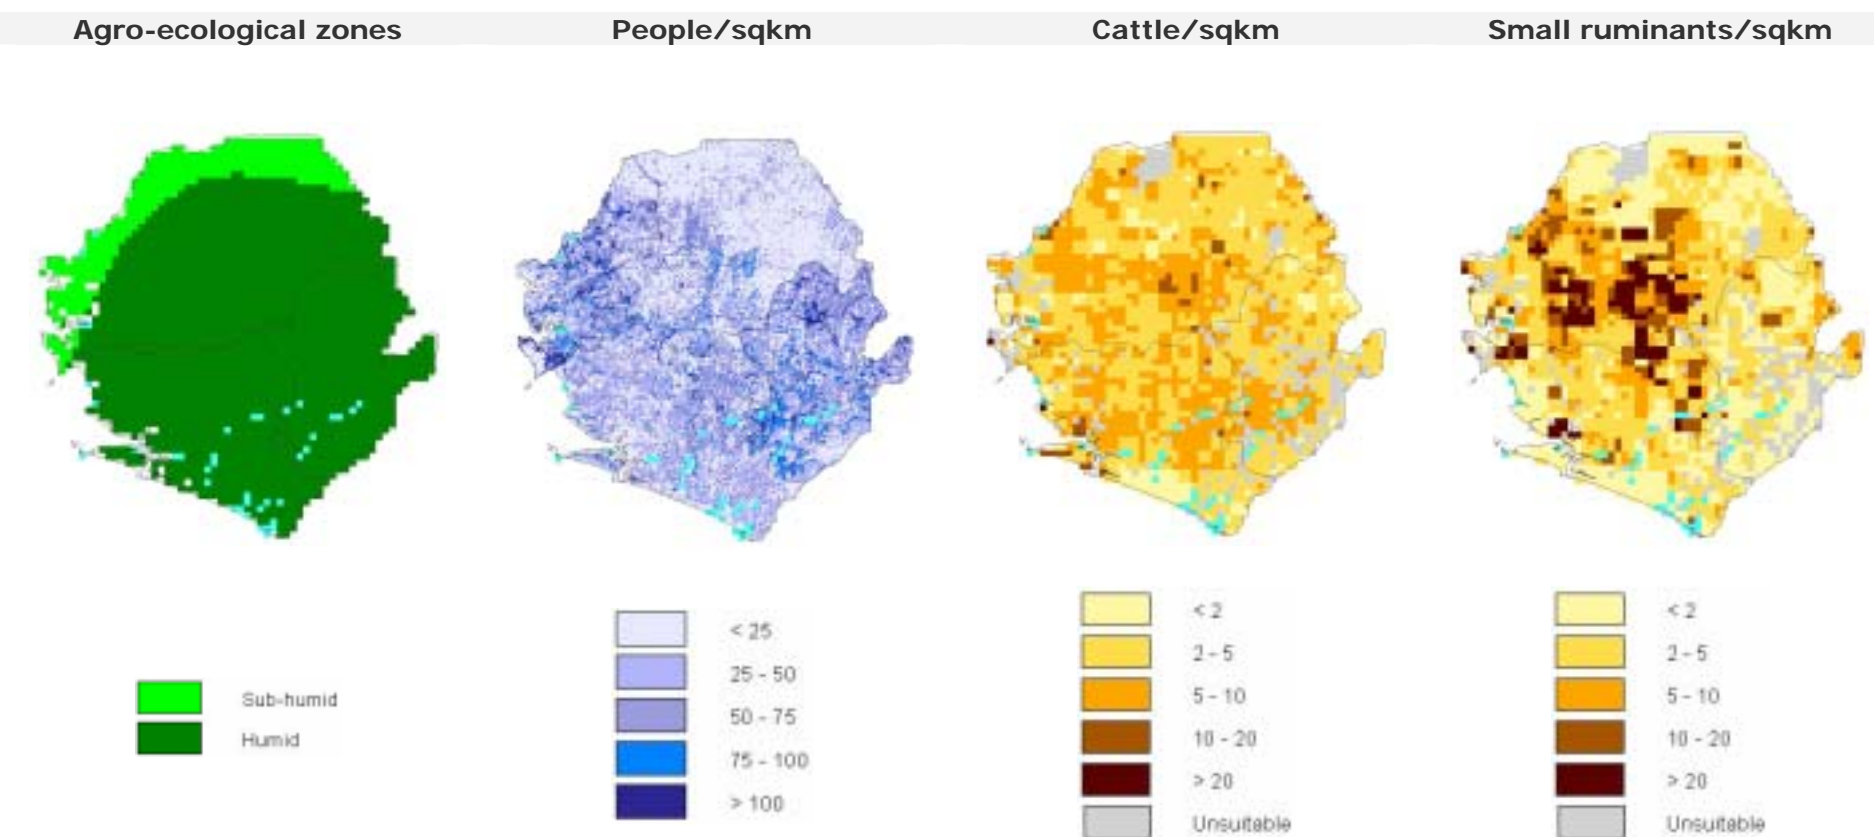 Agro-ecological zones
People/sqkm
Cattle/sqkm
Small ruminants/sqkm
Sub-humid
Humid
< 25
25 - 50
50 - 75
75 - 100
> 100
< 2
2 - 5
5 - 10
10 - 20
> 20
Unsuitable
< 2
2 - 5
5 - 10
10 - 20
> 20
Unsuitable